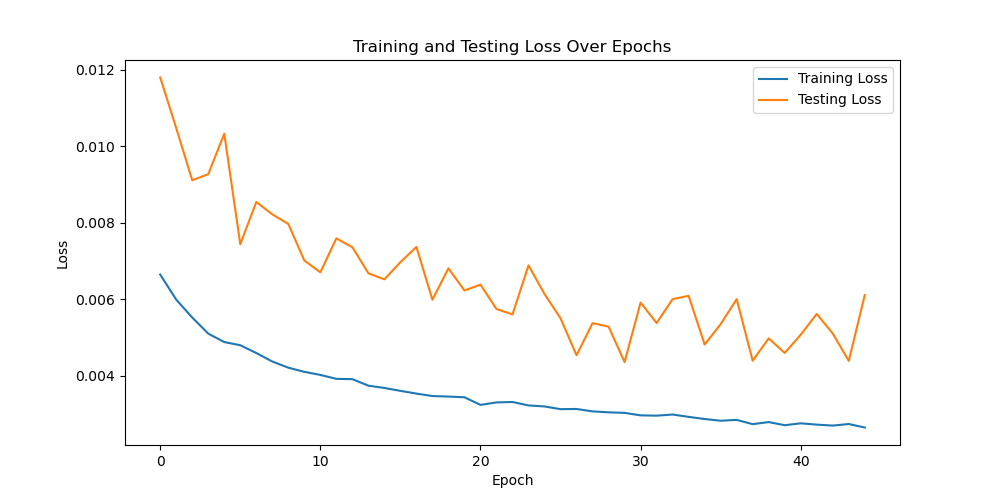 Training and Testing Loss Over Epochs
Training Loss
Testing Loss
0.012
0.010
0.008
0.006
0.004
Loss
0 10 20 30 40
Epoch